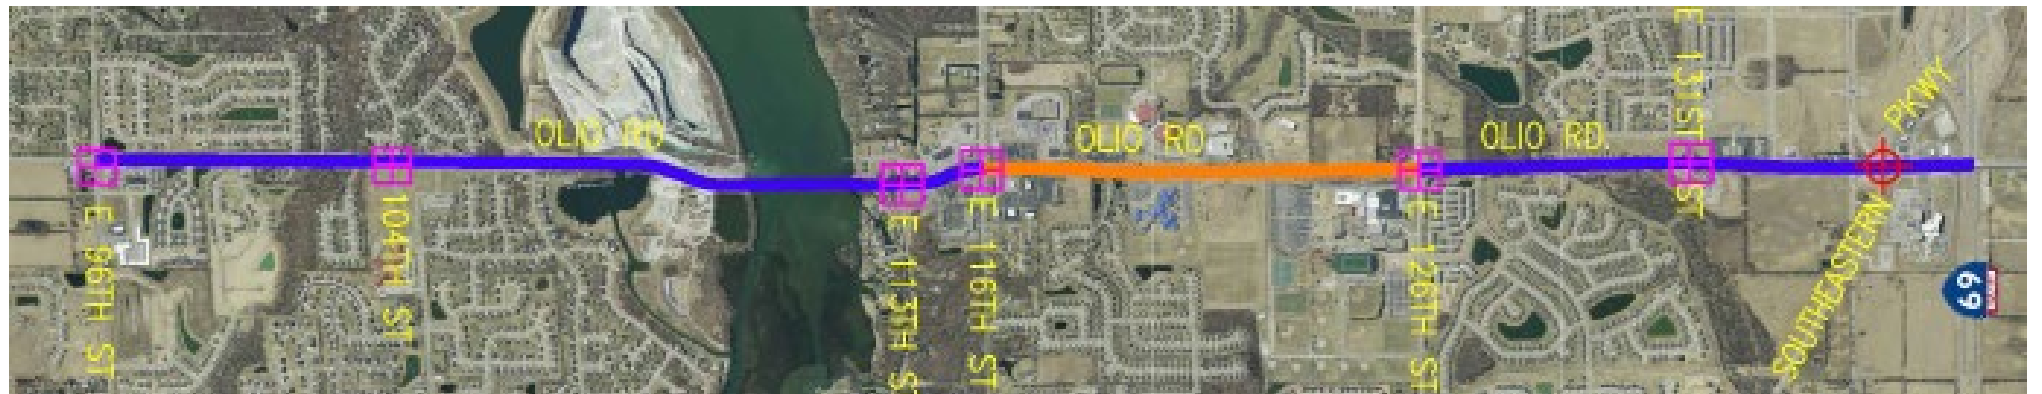 OLIO RD
OLIO RD
OLIO RD.
E 96TH ST
104TH ST
E 113TH S
E 116TH ST
E 126TH ST
E 131ST ST
SOUTHEASTERN PKWY
69